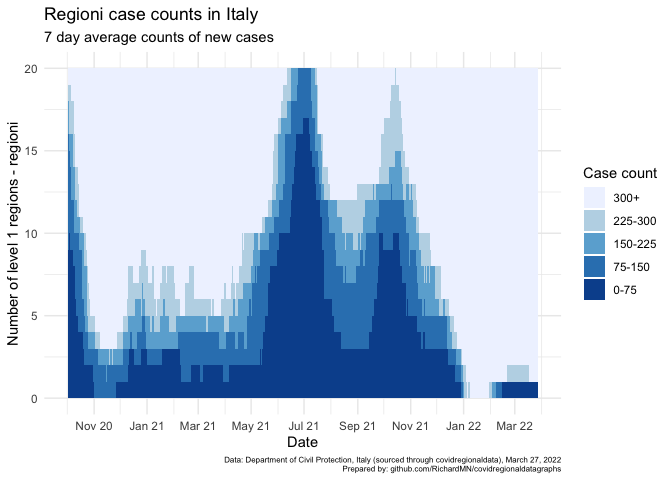 Regioni case counts in Italy
7 day average counts of new cases
Number of level 1 regions - regioni
20
15
10
5
0
Nov 20 Jan 21 Mar 21 May 21 Jul 21 Sep 21 Nov 21 Jan 22 Mar 22
Date
Case count
300+
225-300
150-225
75-150
0-75
Data: Department of Civil Protection, Italy (sourced through covidregionaldata), March 27, 2022
Prepared by: github.com/RichardMN/covidregionaldatagraphs